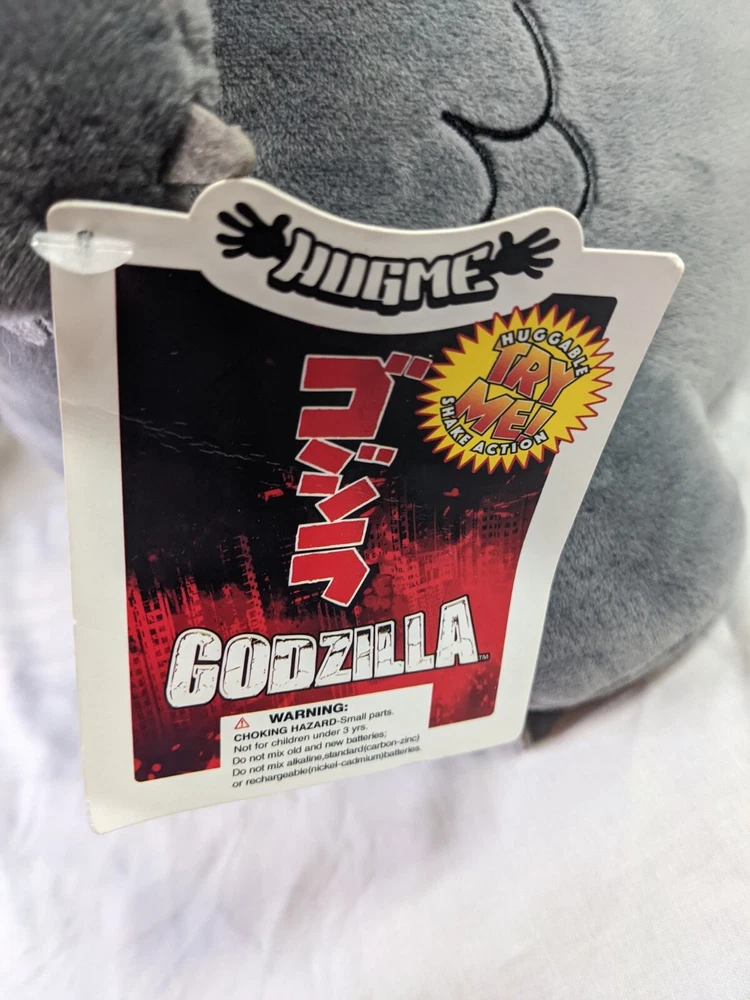 HUGME
HUGGABLE
TRY
ME!
SHAKE ACTION
ゴジラ
GODZILLA™
WARNING:
CHOKING HAZARD-Small parts.
Not for children under 3 yrs.
Do not mix old and new batteries;
Do not mix alkaline,standard(carbon-zinc)
or rechargeable(nickel-cadmium)batteries.